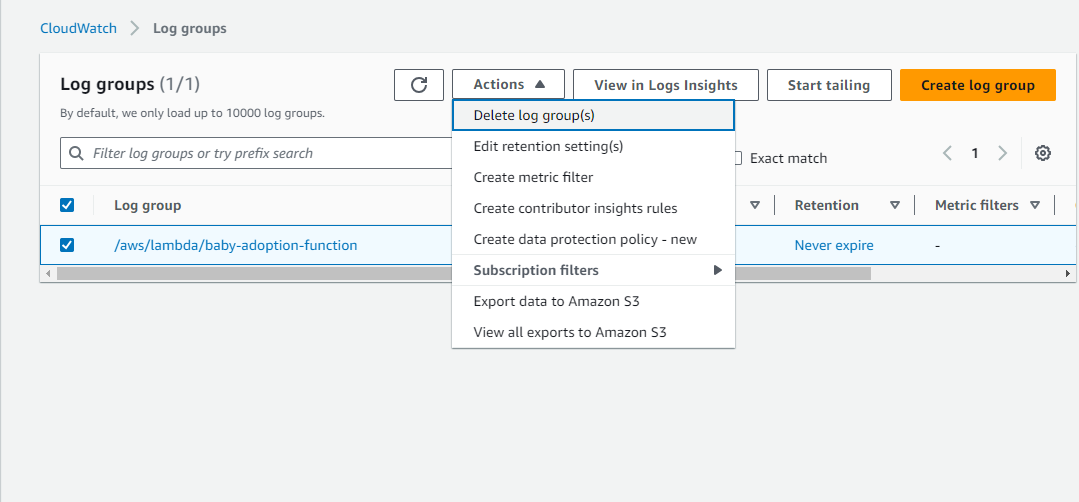 CloudWatch > Log groups
Log groups (1/1)
Actions
View in Logs Insights
Start tailing
Create log group
By default, we only load up to 10000 log groups.
Delete log group(s)
Filter log groups or try prefix search
Edit retention setting(s)
Exact match
1
Create metric filter
Log group
Create contributor insights rules
Retention
Metric filters
/aws/lambda/baby-adoption-function
Create data protection policy - new
Never expire
-
Subscription filters
Export data to Amazon S3
View all exports to Amazon S3